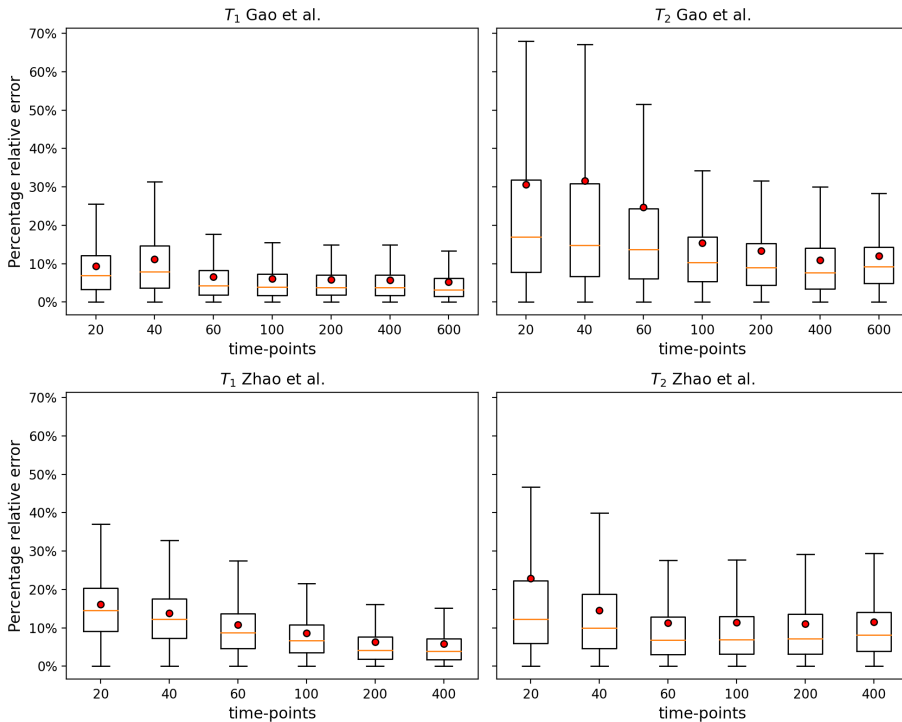 T1 Gao et al.
T2 Gao et al.
70%
60%
50%
40%
30%
20%
10%
0%
Percentage relative error
20 40 60 100 200 400 600
time-points
20 40 60 100 200 400 600
time-points
T1 Zhao et al.
T2 Zhao et al.
70%
60%
50%
40%
30%
20%
10%
0%
Percentage relative error
20 40 60 100 200 400
time-points
20 40 60 100 200 400
time-points